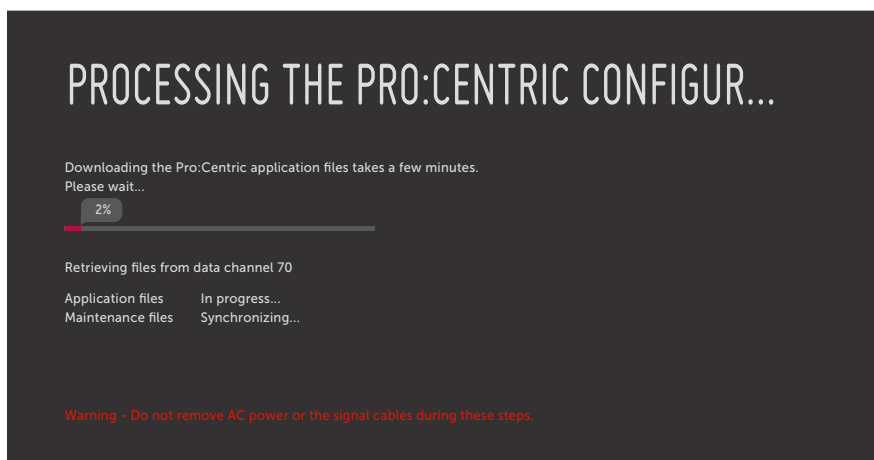 PROCESSING THE PRO:CENTRIC CONFIGUR...
Downloading the Pro:Centric application files takes a few minutes.
Please wait...
2%
Retrieving files from data channel 70
Application files In progress...
Maintenance files Synchronizing...
Warning - Do not remove AC power or the signal cables during these steps.